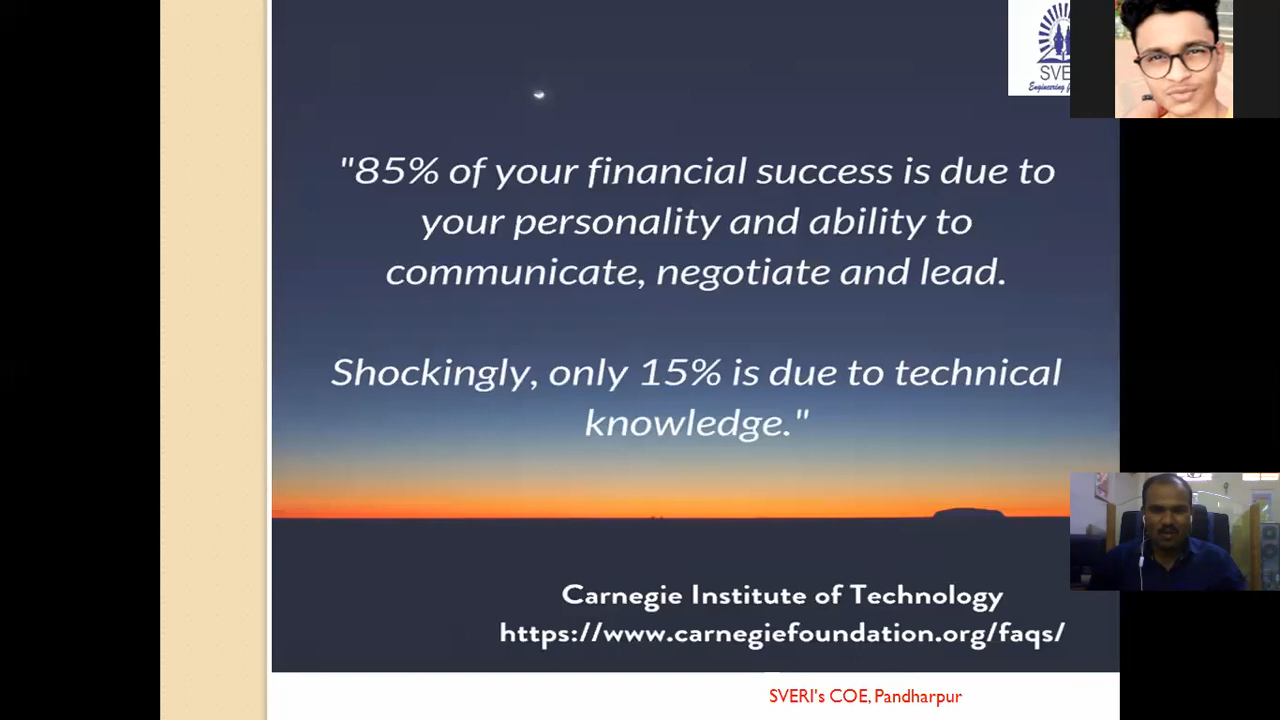 SVE
"85% of your financial success is due to
your personality and ability to
communicate, negotiate and lead.
Shockingly, only 15% is due to technical
knowledge."
Carnegie Institute of Technology
https://www.carnegiefoundation.org/faqs/
SVERI's COE, Pandharpur